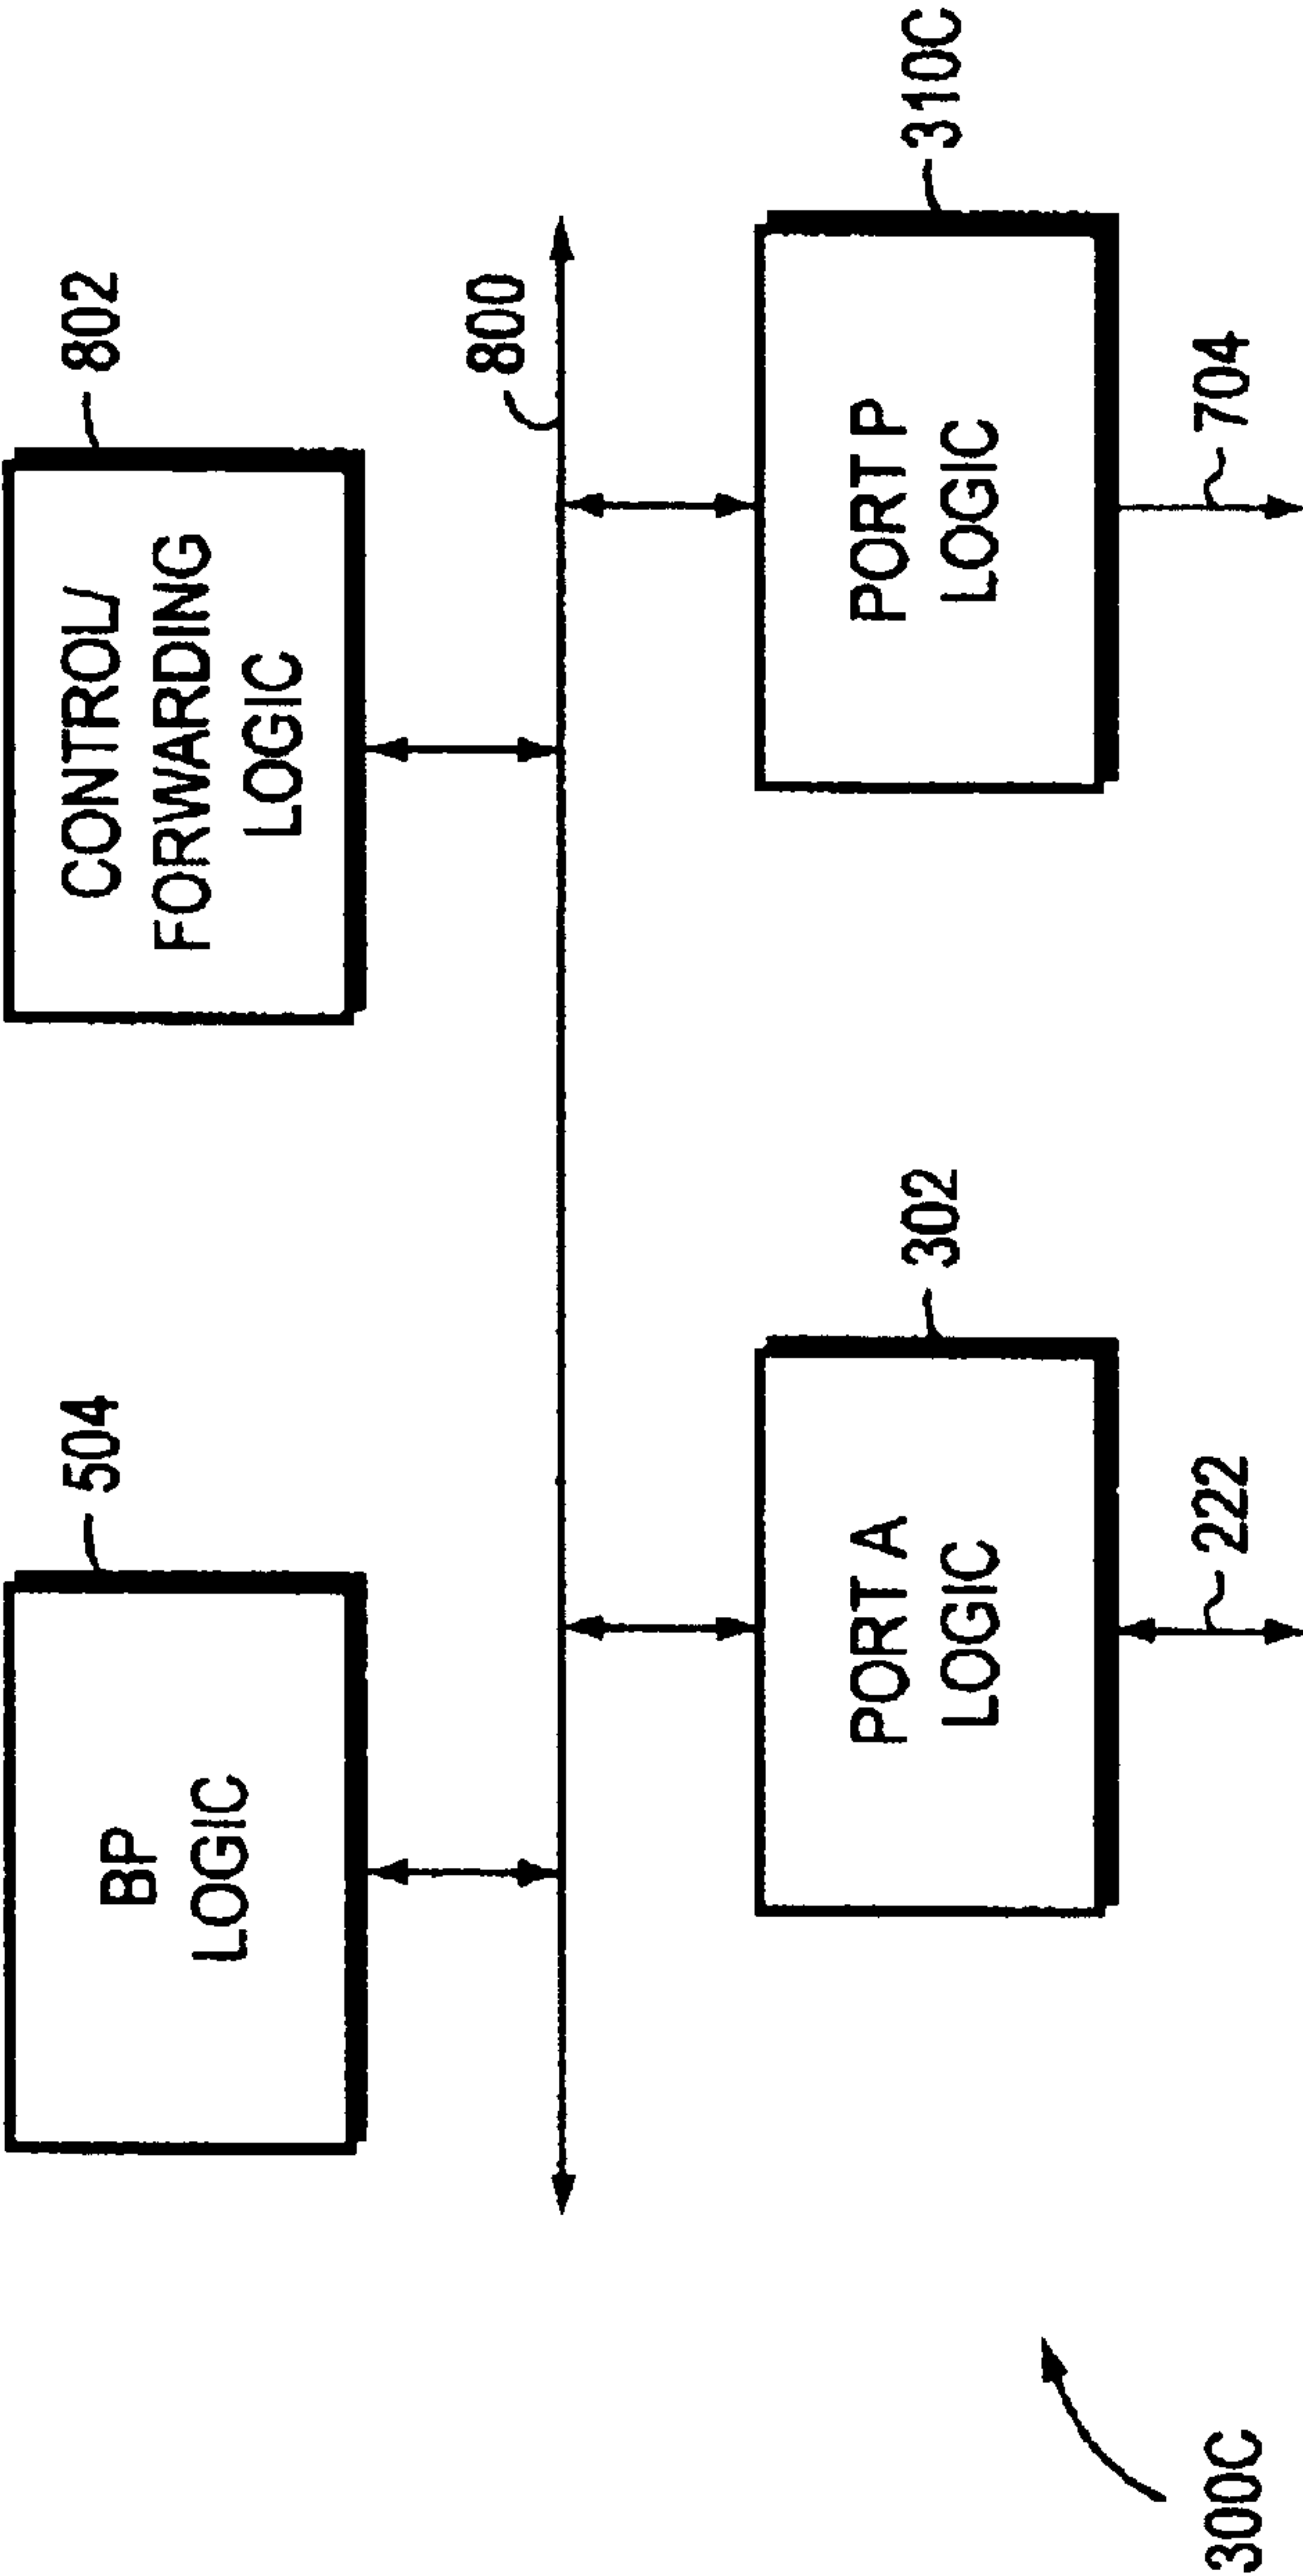 504
BP
LOGIC
802
CONTROL/
FORWARDING
LOGIC
800
302
PORT A
LOGIC
310C
PORT P
LOGIC
222
704
300C